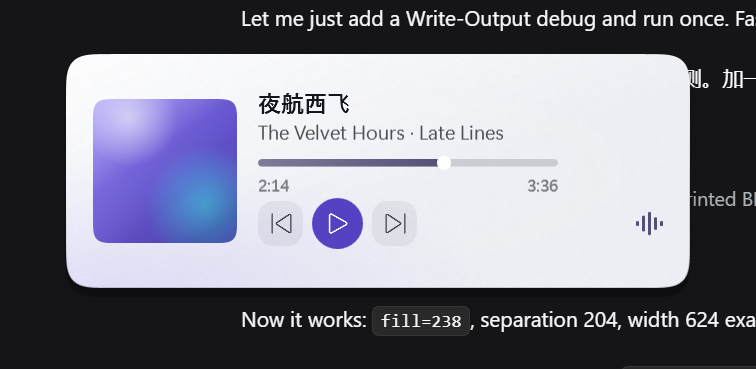 Let me just add a Write-Output debug and run once. Fa
测。加一
夜航西飞
The Velvet Hours · Late Lines
2:14
3:36
rinted
Now it works: fill=238, separation 204, width 624 exa